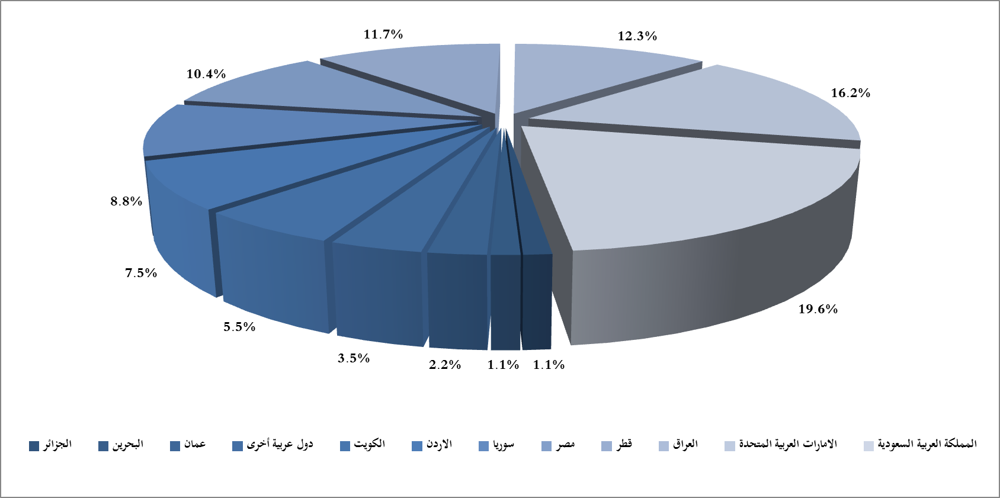 11.7%
12.3%
10.4%
16.2%
8.8%
7.5%
19.6%
5.5%
3.5%
2.2%
1.1%
1.1%
المملكة العربية السعودية
الامارات العربية المتحدة
العراق
قطر
مصر
سوريا
الاردن
الكويت
دول عربية أخرى
عمان
البحرين
الجزائر